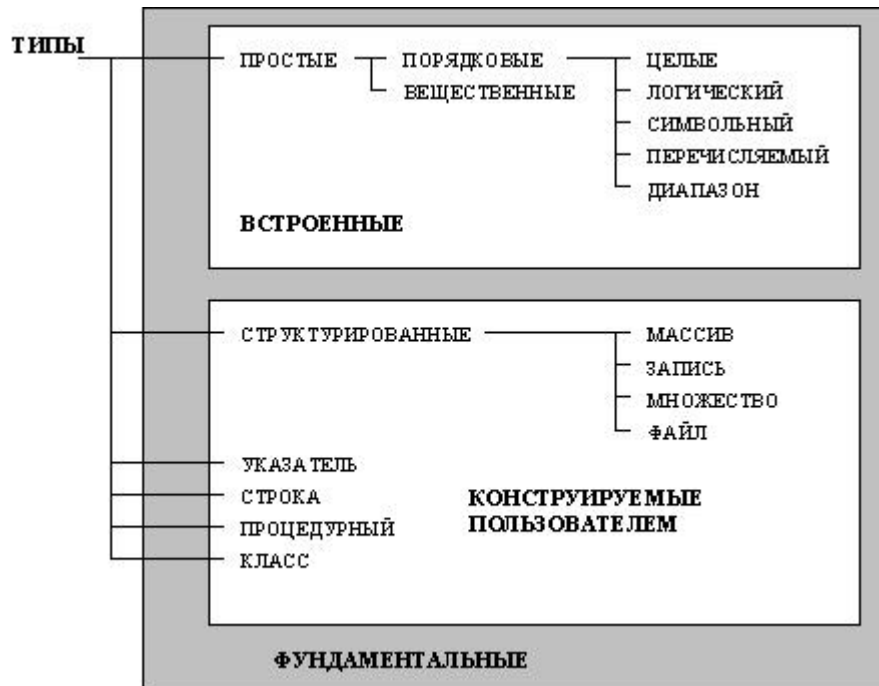 ТИПЫ
ПРОСТЫЕ
ПОРЯДКОВЫЕ
ЦЕЛЫЕ
ВЕЩЕСТВЕННЫЕ
ЛОГИЧЕСКИЙ
СИМВОЛЬНЫЙ
ПЕРЕЧИСЛЯЕМЫЙ
ДИАПАЗОН
ВСТРОЕННЫЕ
СТРУКТУРИРОВАННЫЕ
МАССИВ
ЗАПИСЬ
МНОЖЕСТВО
ФАЙЛ
УКАЗАТЕЛЬ
СТРОКА
ПРОЦЕДУРНЫЙ
КЛАСС
КОНСТРУИРУЕМЫЕ
ПОЛЬЗОВАТЕЛЕМ
ФУНДАМЕНТАЛЬНЫЕ